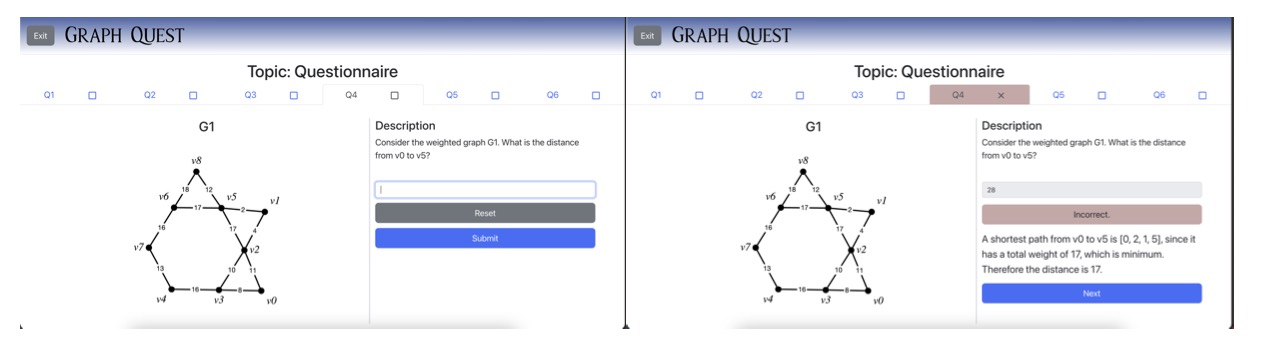 Exit GRAPH QUEST
Topic: Questionnaire
Q1 Q2 Q3 Q4 Q5 Q6
G1
v8
18 12
v6 v5 v1
17 2
16 17 4
v7 v2
13 10 11
16 8
v4 v3 v0
Description
Consider the weighted graph G1. What is the distance
from v0 to v5?
Reset
Submit
Exit GRAPH QUEST
Topic: Questionnaire
Q1 Q2 Q3 Q4 × Q5 Q6
G1
v8
18 12
v6 v5 v1
17 2
16 17 4
v7 v2
13 10 11
16 8
v4 v3 v0
Description
Consider the weighted graph G1. What is the distance
from v0 to v5?
28
Incorrect.
A shortest path from v0 to v5 is [0, 2, 1, 5], since it
has a total weight of 17, which is minimum.
Therefore the distance is 17.
Next